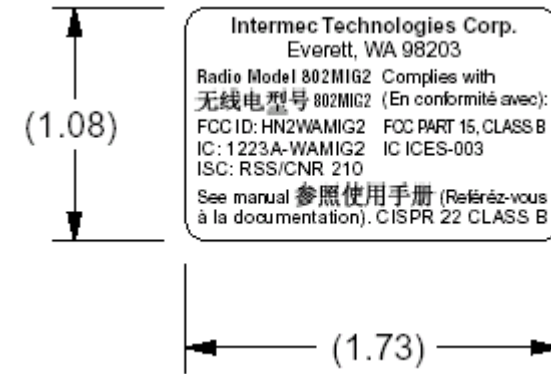 Intermec Technologies Corp.
Everett, WA 98203
Radio Model 802MIG2 Complies with
无线电型号 802MIG2 (En conformité avec):
FCC ID: HN2WAMIG2 FCC PART 15, CLASS B
IC: 1223A-WAMIG2 IC ICES-003
ISC: RSS/CNR 210
See manual 参照使用手册 (Referéz-vous
à la documentation). CISPR 22 CLASS B
(1.08)
(1.73)